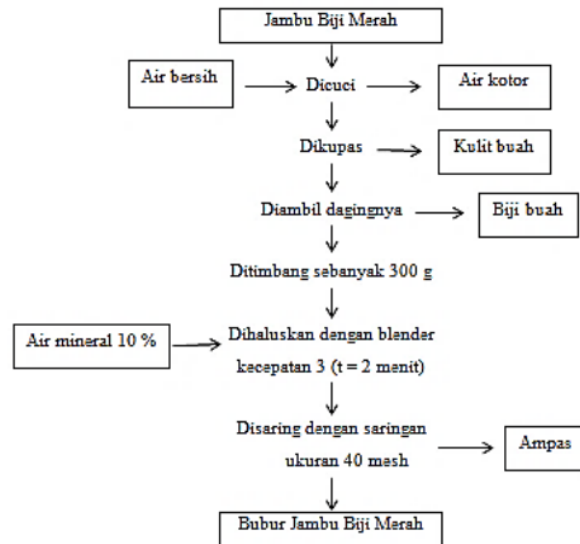 Jambu Biji Merah
Air bersih
Dicuci
Air kotor
Dikupas
Kulit buah
Diambil dagingnya
Biji buah
Ditimbang sebanyak 300 g
Air mineral 10 %
Dihaluskan dengan blender
kecepatan 3 (t = 2 menit)
Disaring dengan saringan
ukuran 40 mesh
Ampas
Bubur Jambu Biji Merah